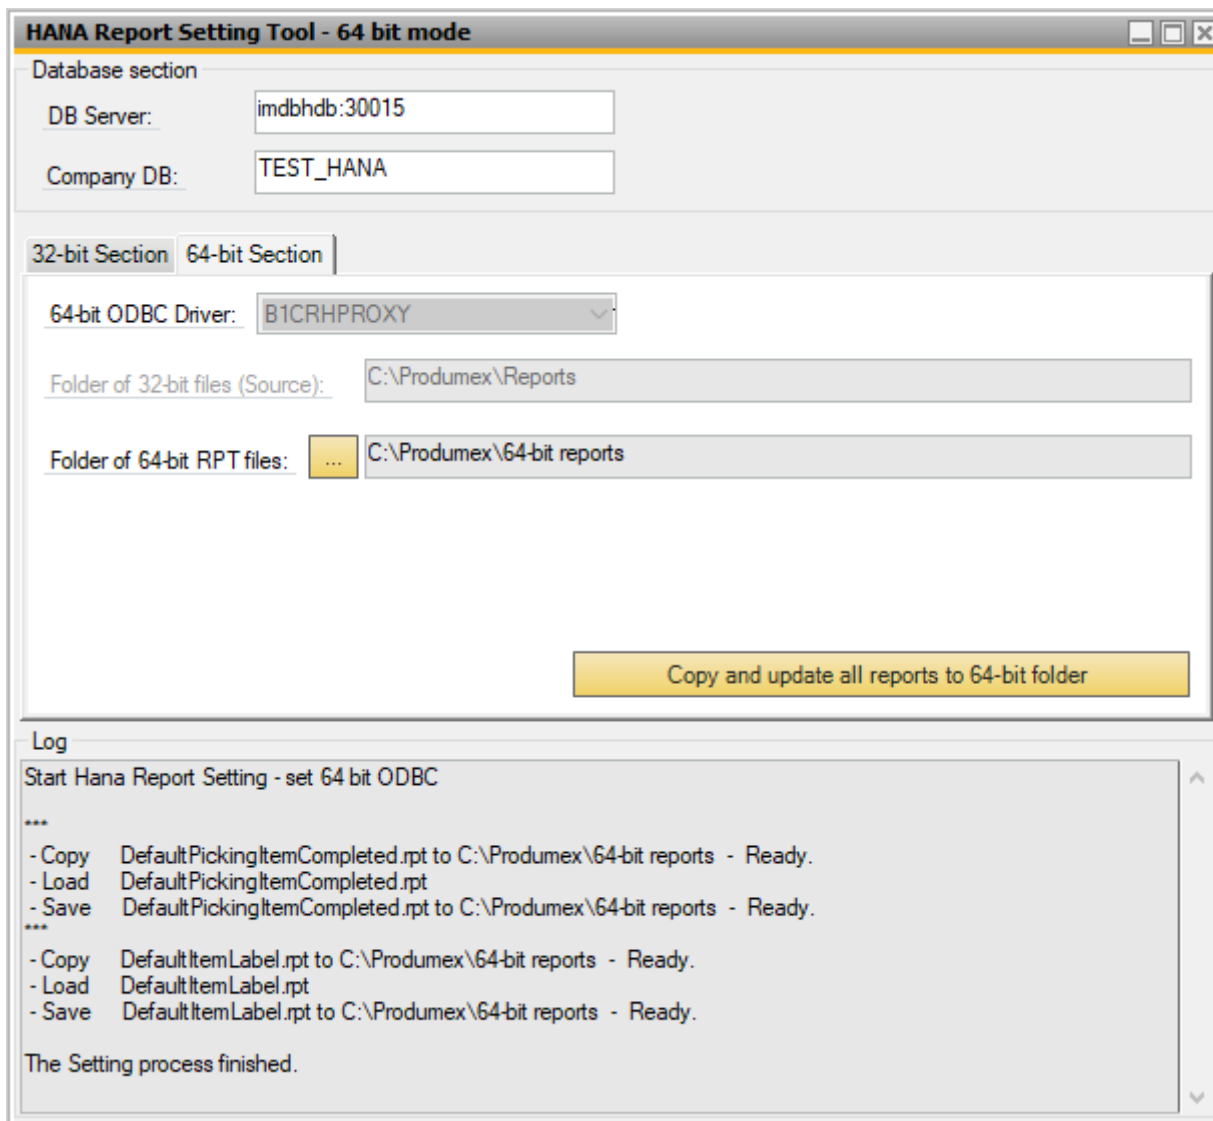 HANA Report Setting Tool - 64 bit mode
Database section
DB Server: imdbhdb:30015
Company DB: TEST_HANA
32-bit Section 64-bit Section
64-bit ODBC Driver: B1CRHPROXY
Folder of 32-bit files (Source): C:\Produmex\Reports
Folder of 64-bit RPT files: ... C:\Produmex\64-bit reports
Copy and update all reports to 64-bit folder
Log
Start Hana Report Setting - set 64 bit ODBC
***
- Copy DefaultPickingItemCompleted.rpt to C:\Produmex\64-bit reports - Ready.
- Load DefaultPickingItemCompleted.rpt
- Save DefaultPickingItemCompleted.rpt to C:\Produmex\64-bit reports - Ready.
***
- Copy DefaultItemLabel.rpt to C:\Produmex\64-bit reports - Ready.
- Load DefaultItemLabel.rpt
- Save DefaultItemLabel.rpt to C:\Produmex\64-bit reports - Ready.
The Setting process finished.